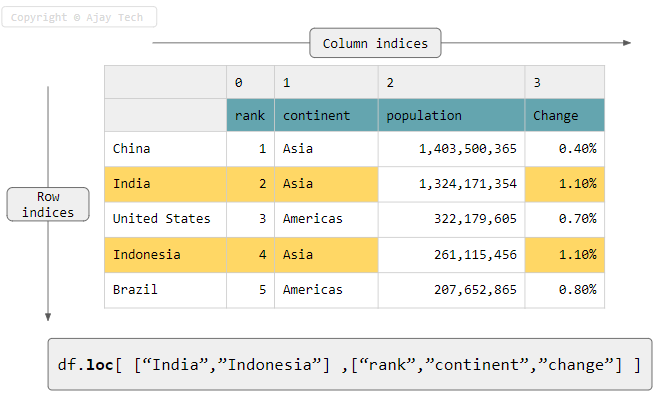 Copyright © Ajay Tech
Column indices
0 1 2 3
rank continent population Change
China 1 Asia 1,403,500,365 0.40%
India 2 Asia 1,324,171,354 1.10%
Row
indices
United States 3 Americas 322,179,605 0.70%
Indonesia 4 Asia 261,115,456 1.10%
Brazil 5 Americas 207,652,865 0.80%
df.loc[ [“India”,”Indonesia”] ,[“rank”,”continent”,”change”] ]